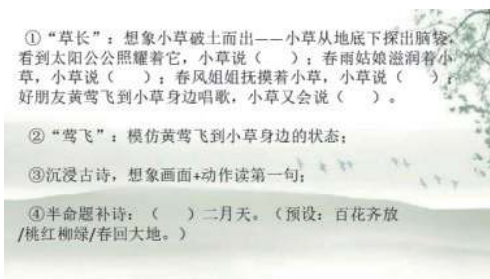 ①“草长”：想象小草破土而出——小草从地底下探出脑袋，
看到太阳公公照耀着它，小草说（ ）；春雨姑娘滋润着小
草，小草说（ ）；春风姐姐抚摸着小草，小草说（ ）；
好朋友黄莺飞到小草身边唱歌，小草又会说（ ）。
②“莺飞”：模仿黄莺飞到小草身边的状态；
③沉浸古诗，想象画面+动作读第一句；
④半命题补诗：（ ）二月天。（预设：百花齐放
/桃红柳绿/春回大地。）